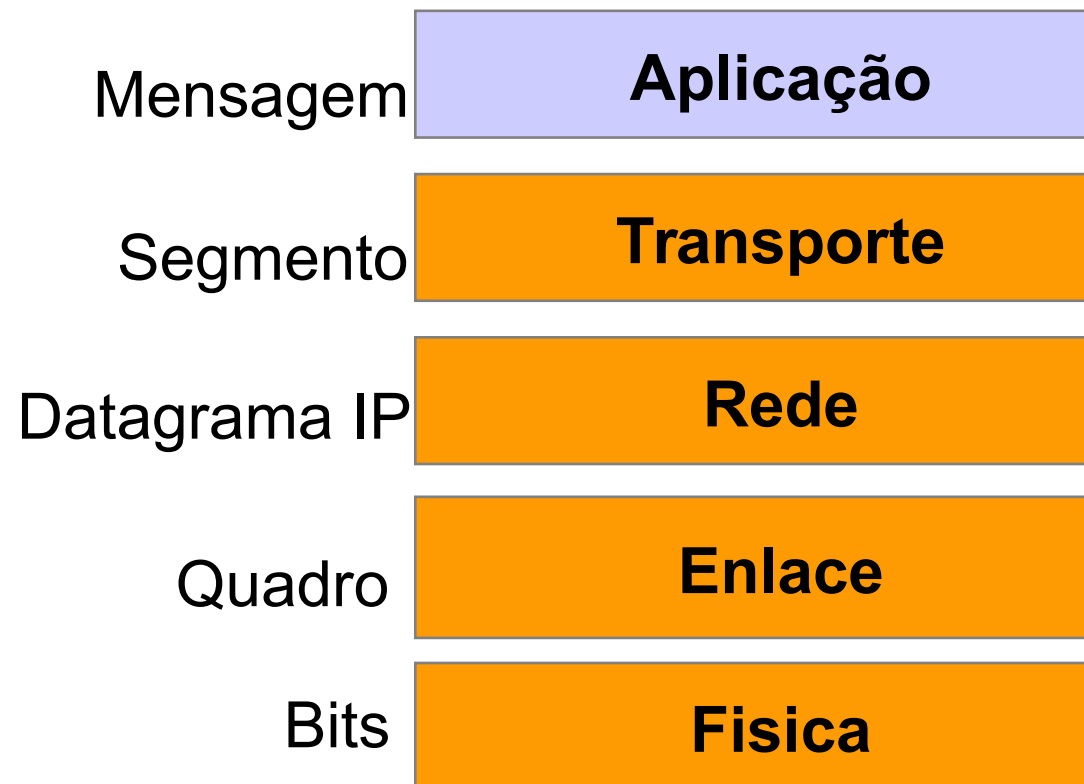 Mensagem Aplicação
Segmento Transporte
Datagrama IP Rede
Quadro Enlace
Bits Fisica